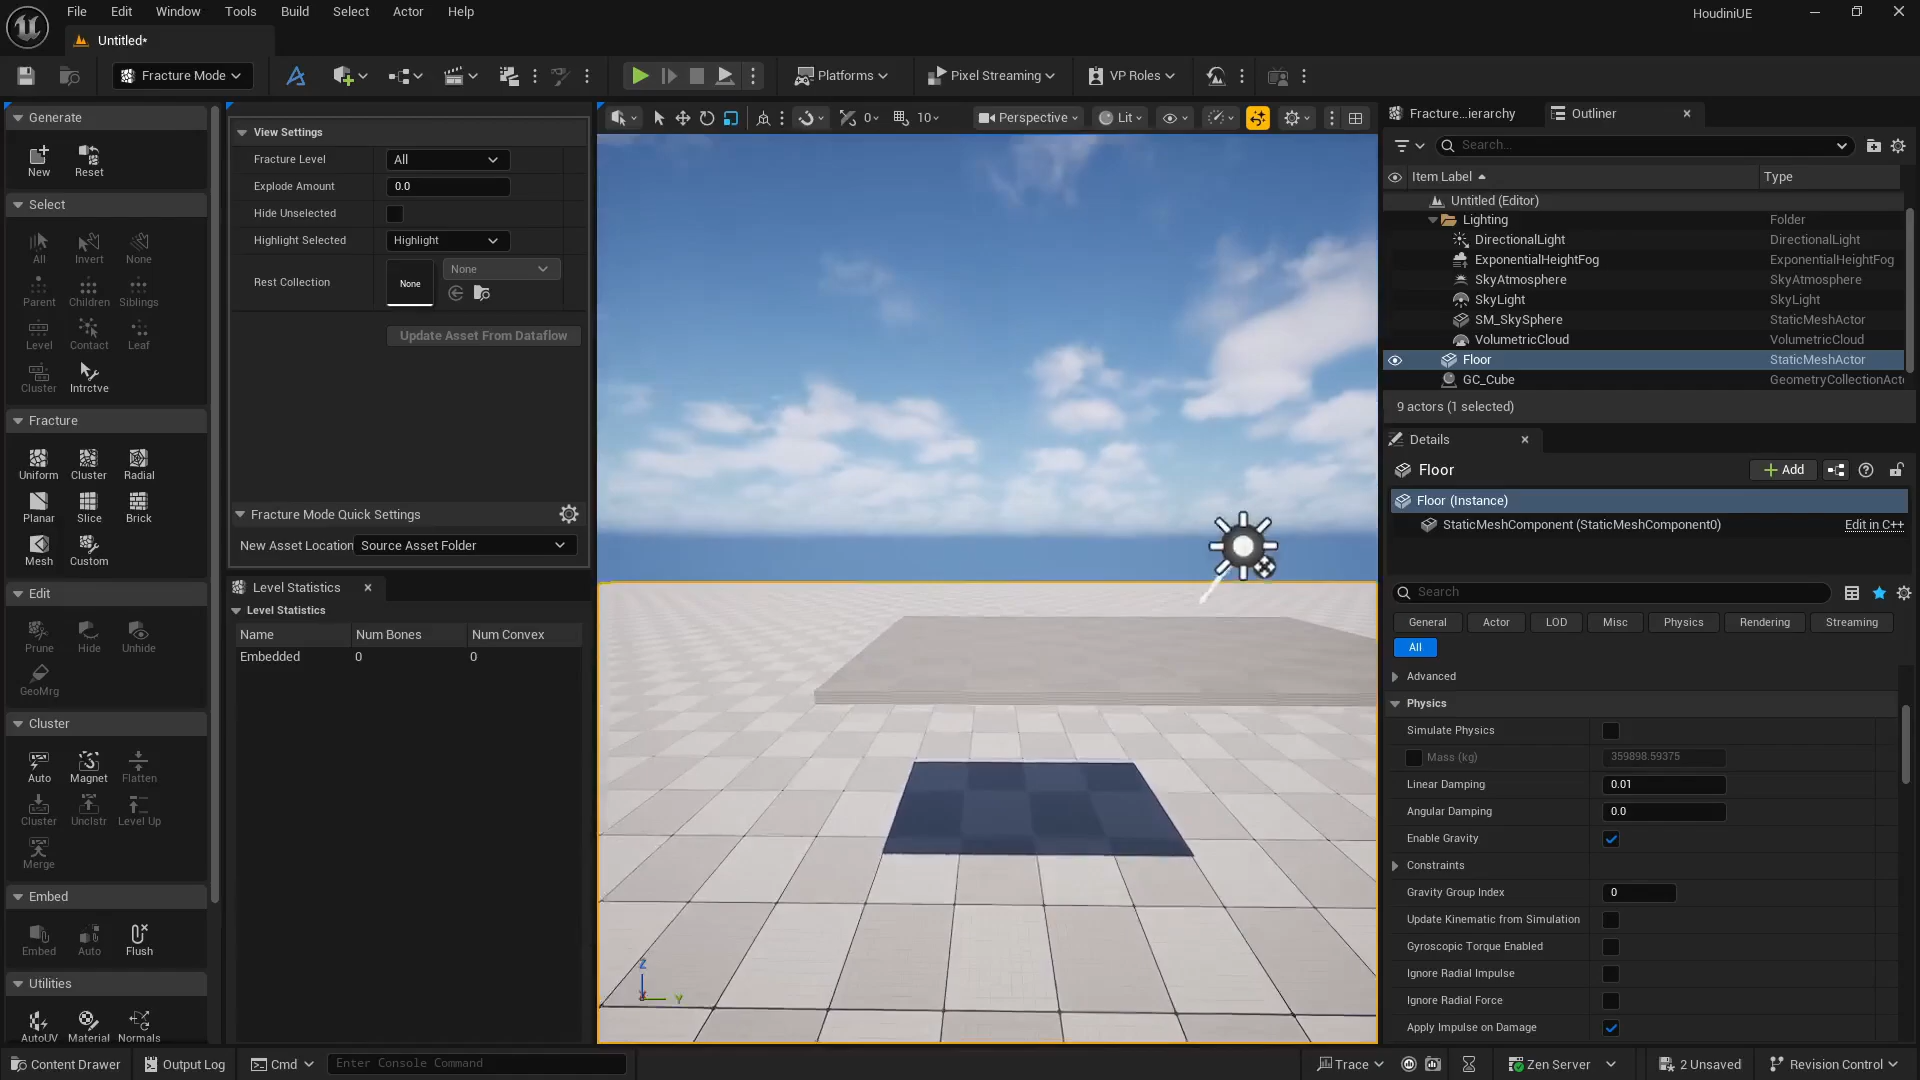 File Edit Window Tools Build Select Actor Help
HoudiniUE
Untitled*
Fracture Mode
Platforms
Pixel Streaming
VP Roles
Generate
New Reset
Select
All Invert None
Parent Children Siblings
Level Contact Leaf
Cluster Intrctve
Fracture
Uniform Cluster Radial
Planar Slice Brick
Mesh Custom
Edit
Prune Hide Unhide
GeoMrg
Cluster
Auto Magnet Flatten
Cluster Unclstr Level Up
Merge
Embed
Embed Auto Flush
Utilities
AutoUV Material Normals
View Settings
Fracture Level All
Explode Amount 0.0
Hide Unselected
Highlight Selected Highlight
Rest Collection None None
Update Asset From Dataflow
Fracture Mode Quick Settings
New Asset Location Source Asset Folder
Level Statistics
Level Statistics
Name Num Bones Num Convex
Embedded 0 0
0 10 Perspective Lit
Z
Y
Fracture...ierarchy Outliner
Search...
Item Label Type
Untitled (Editor)
Lighting Folder
DirectionalLight DirectionalLight
ExponentialHeightFog ExponentialHeightFog
SkyAtmosphere SkyAtmosphere
SkyLight SkyLight
SM_SkySphere StaticMeshActor
VolumetricCloud VolumetricCloud
Floor StaticMeshActor
GC_Cube GeometryCollectionActo
9 actors (1 selected)
Details
Floor Add
Floor (Instance)
StaticMeshComponent (StaticMeshComponent0) Edit in C++
Search
General Actor LOD Misc Physics Rendering Streaming
All
Advanced
Physics
Simulate Physics
Mass (kg) 359898.59375
Linear Damping 0.01
Angular Damping 0.0
Enable Gravity
Constraints
Gravity Group Index 0
Update Kinematic from Simulation
Gyroscopic Torque Enabled
Ignore Radial Impulse
Ignore Radial Force
Apply Impulse on Damage
Content Drawer Output Log Cmd Enter Console Command
Trace Zen Server 2 Unsaved Revision Control